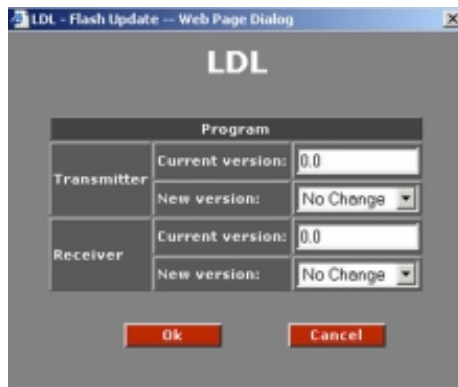 LDL - Flash Update -- Web Page Dialog
LDL
Program
Transmitter
Current version: 0.0
New version: No Change
Receiver
Current version: 0.0
New version: No Change
Ok Cancel